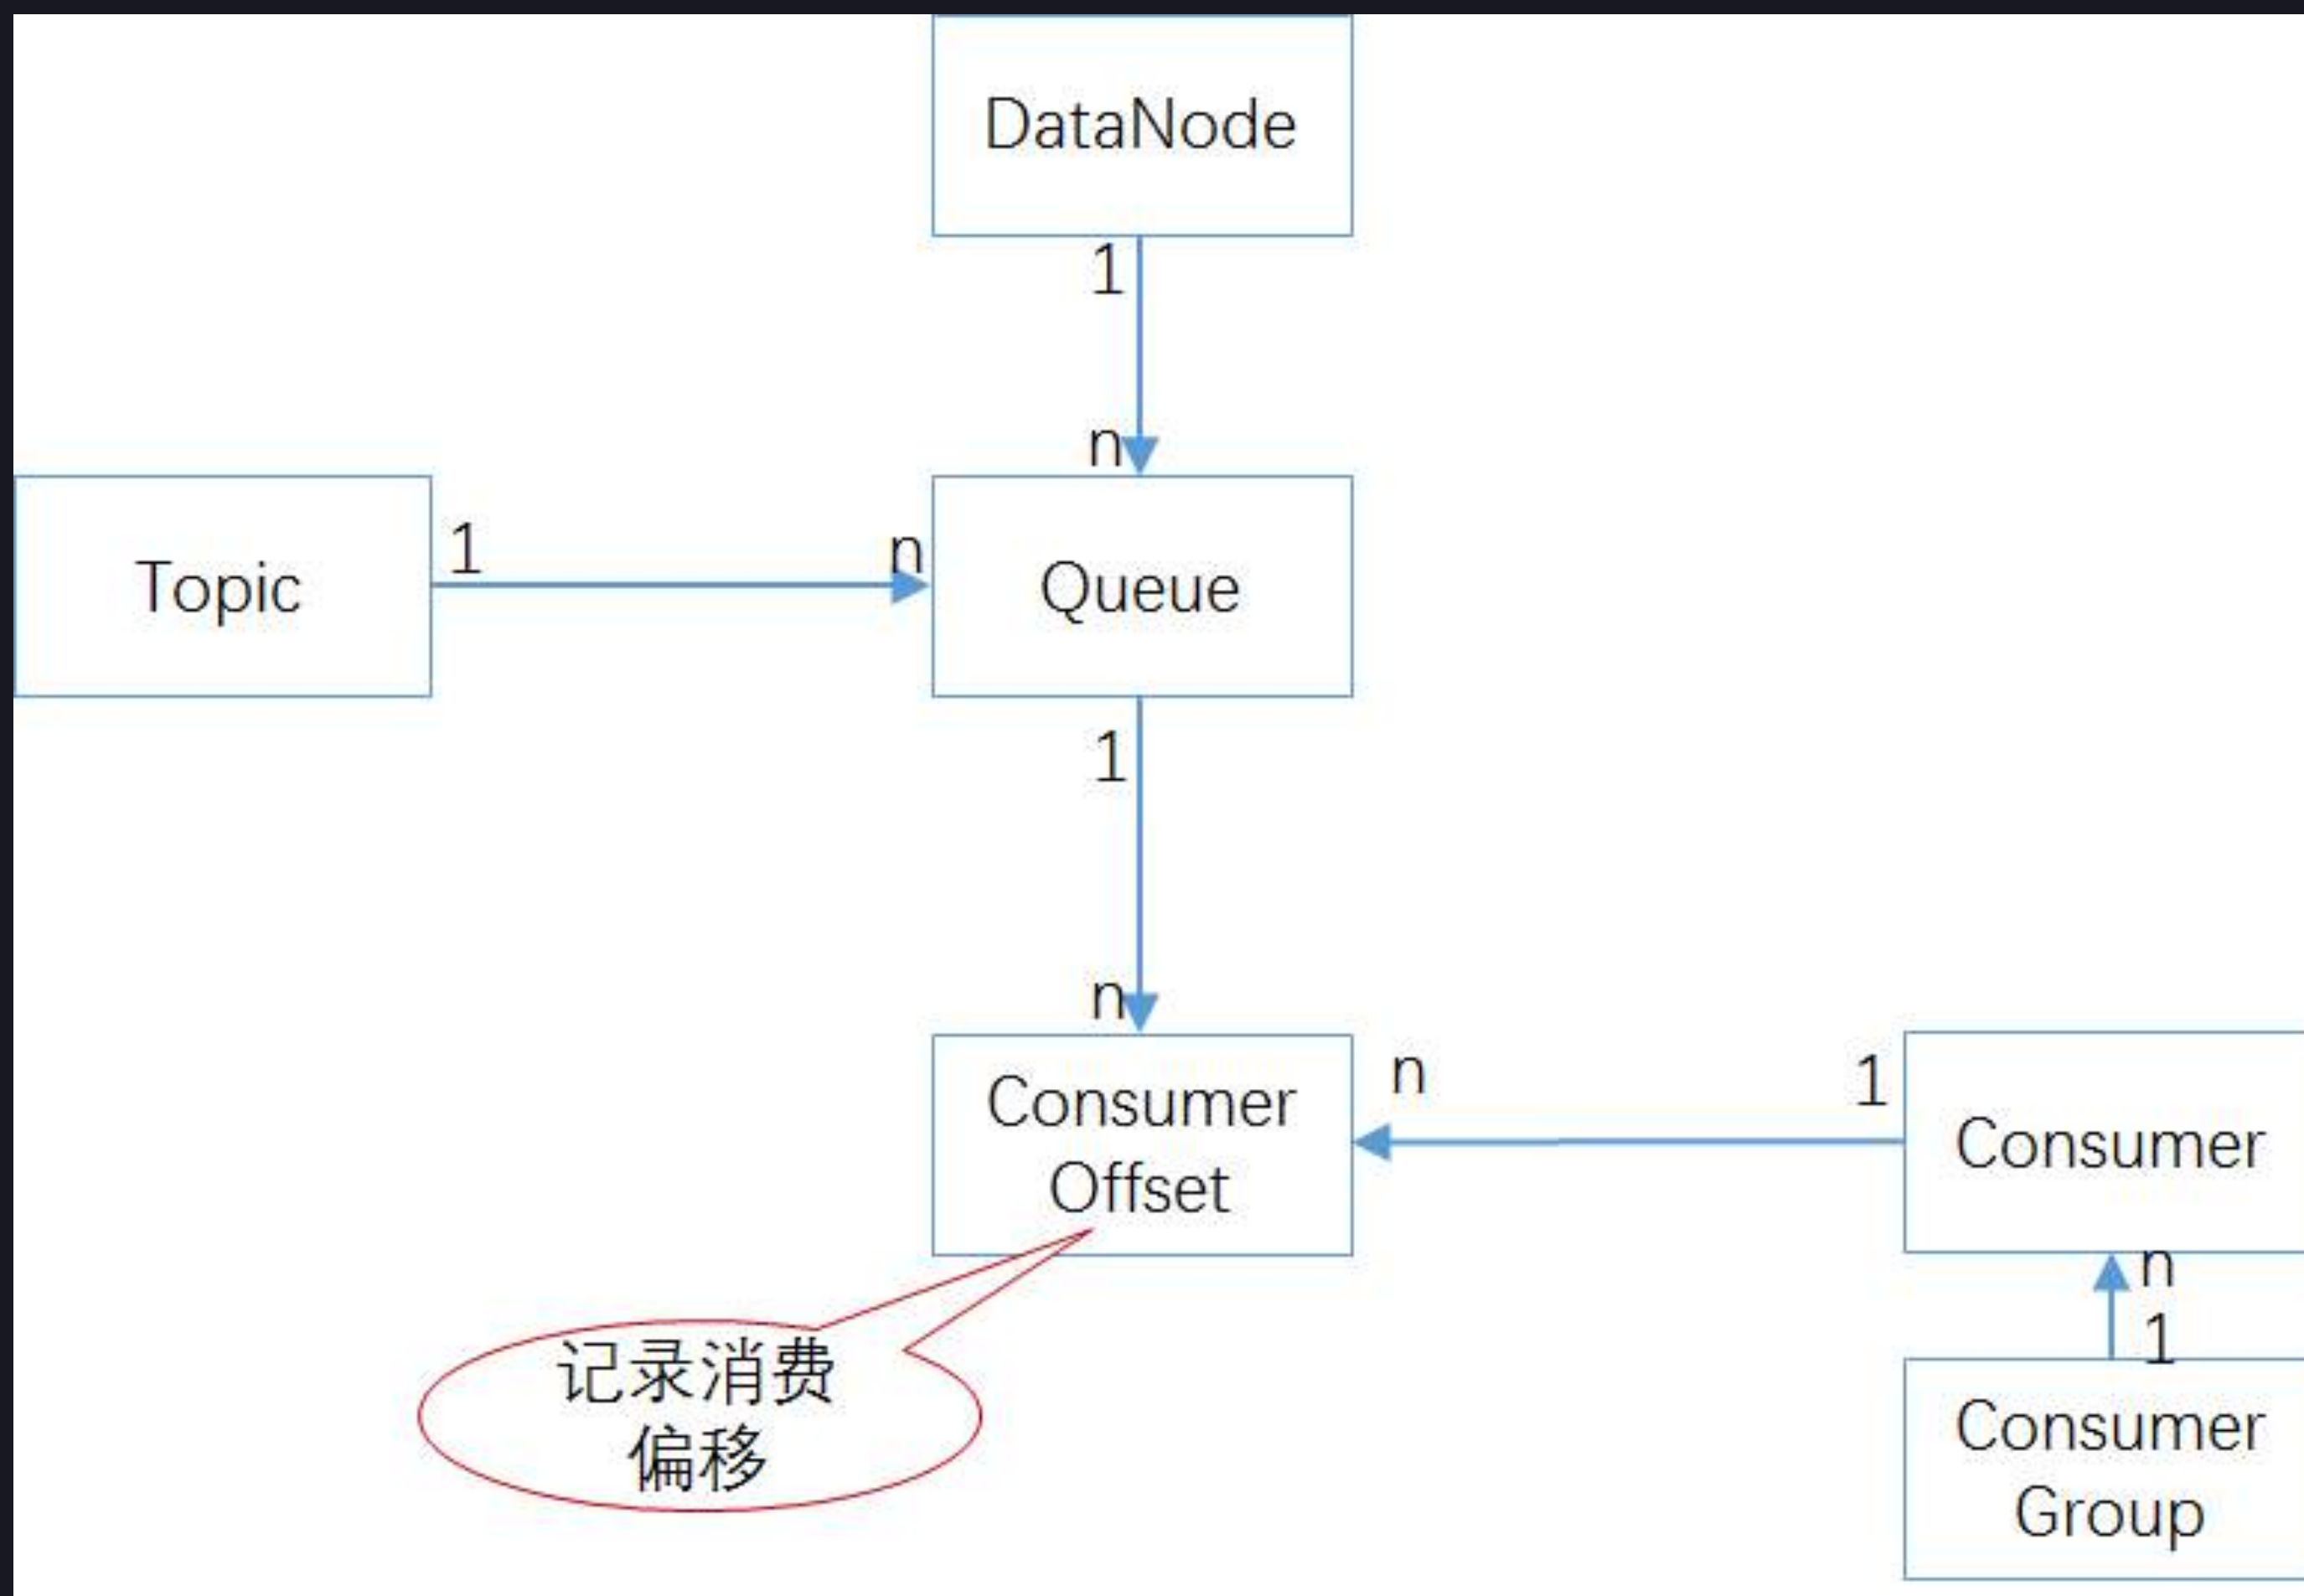 DataNode
1
n
Topic
1
n
Queue
1
n
Consumer
Offset
n
1
Consumer
n
1
Consumer
Group
记录消费
偏移